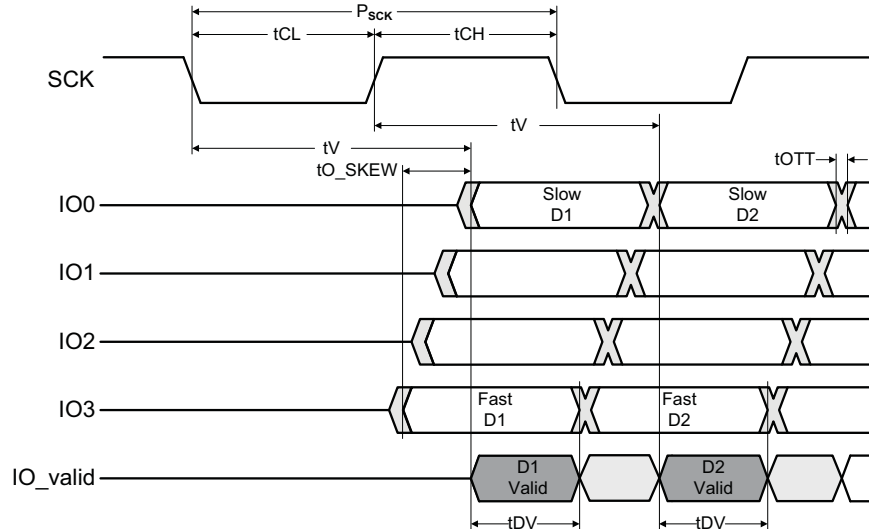 PSCK
tCL
tCH
SCK
tV
tV
tO_SKEW
tOTT
IO0
Slow
D1
Slow
D2
IO1
IO2
IO3
Fast
D1
Fast
D2
IO_valid
D1
Valid
D2
Valid
tDV
tDV